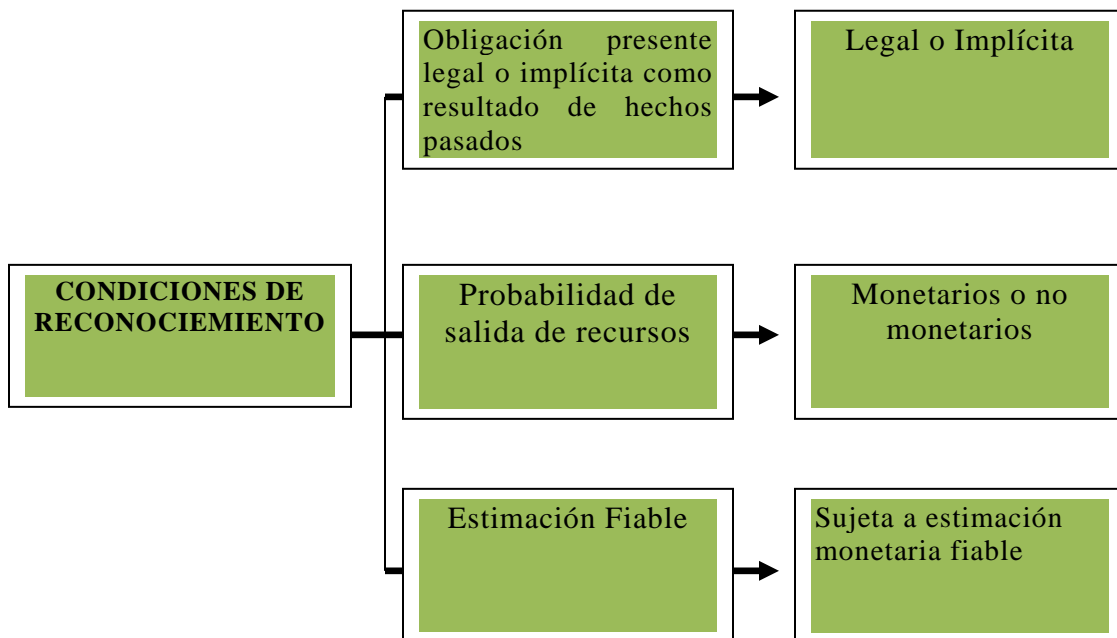 Obligación presente
legal o implícita como
resultado de hechos
pasados
Legal o Implícita
CONDICIONES DE
RECONOCIEMIENTO
Probabilidad de
salida de recursos
Monetarios o no
monetarios
Estimación Fiable
Sujeta a estimación
monetaria fiable